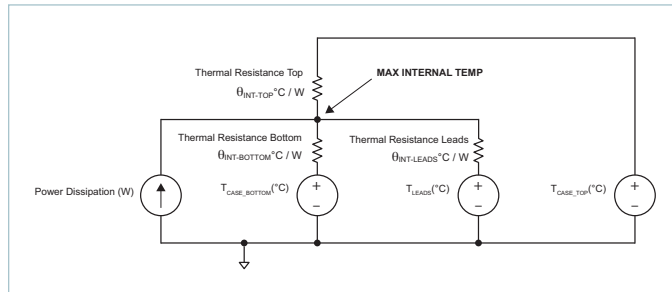 Thermal Resistance Top
MAX INTERNAL TEMP
θINT-TOP°C / W
Thermal Resistance Bottom
Thermal Resistance Leads
θINT-BOTTOM°C / W
θINT-LEADS°C / W
Power Dissipation (W)
TCASE_BOTTOM(°C)
TLEADS(°C)
TCASE_TOP(°C)
+
+
+
–
–
–